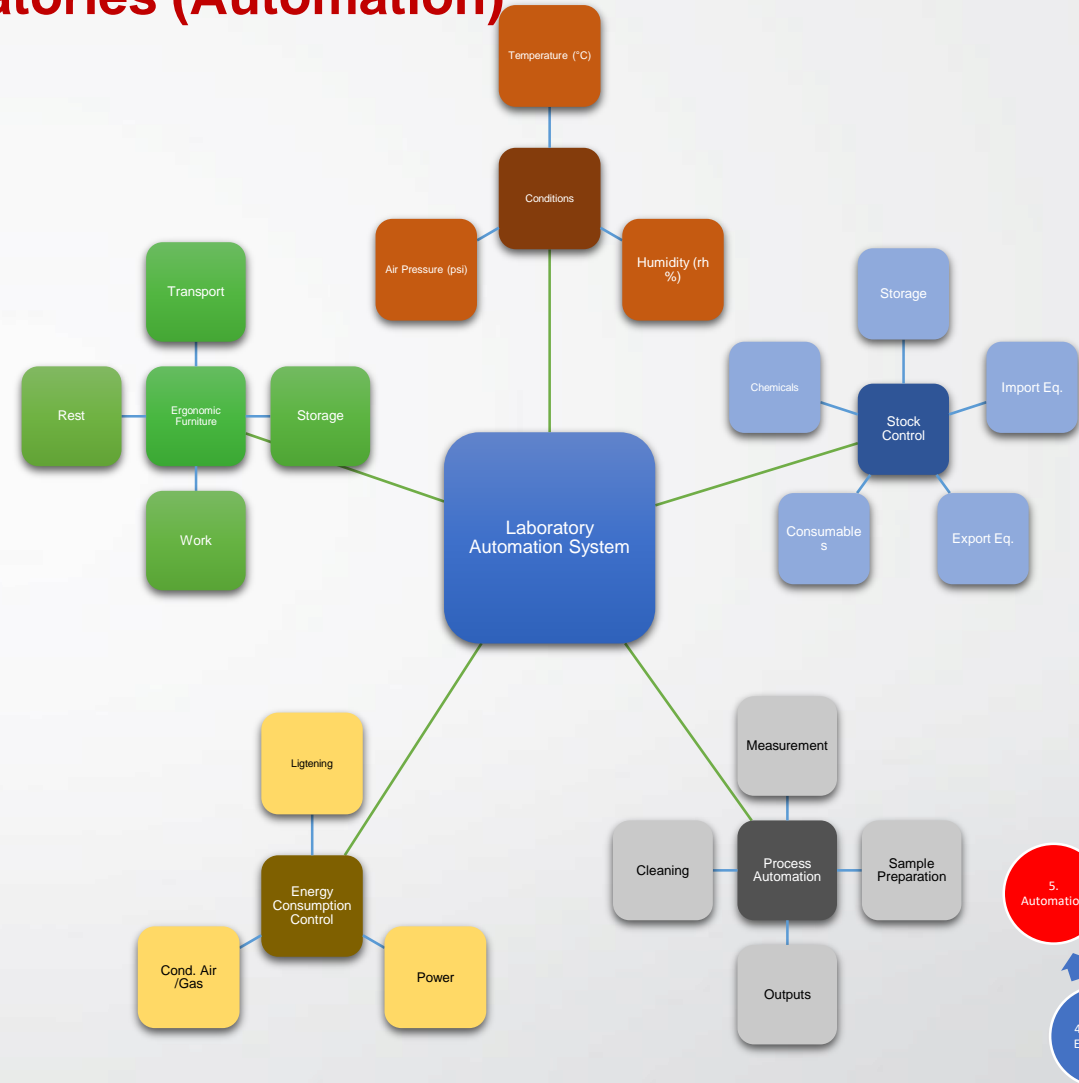 atories (Automation)
Temperature (°C)
Conditions
Air Pressure (psi)
Humidity (rh
%)
Transport
Rest
Ergonomic
Furniture
Storage
Work
Storage
Chemicals
Import Eq.
Stock
Control
Consumable
s
Export Eq.
Laboratory
Automation System
Ligtening
Energy
Consumption
Control
Cond. Air
/Gas
Power
Measurement
Cleaning
Process
Automation
Sample
Preparation
Outputs
5.
Automatio
4
E